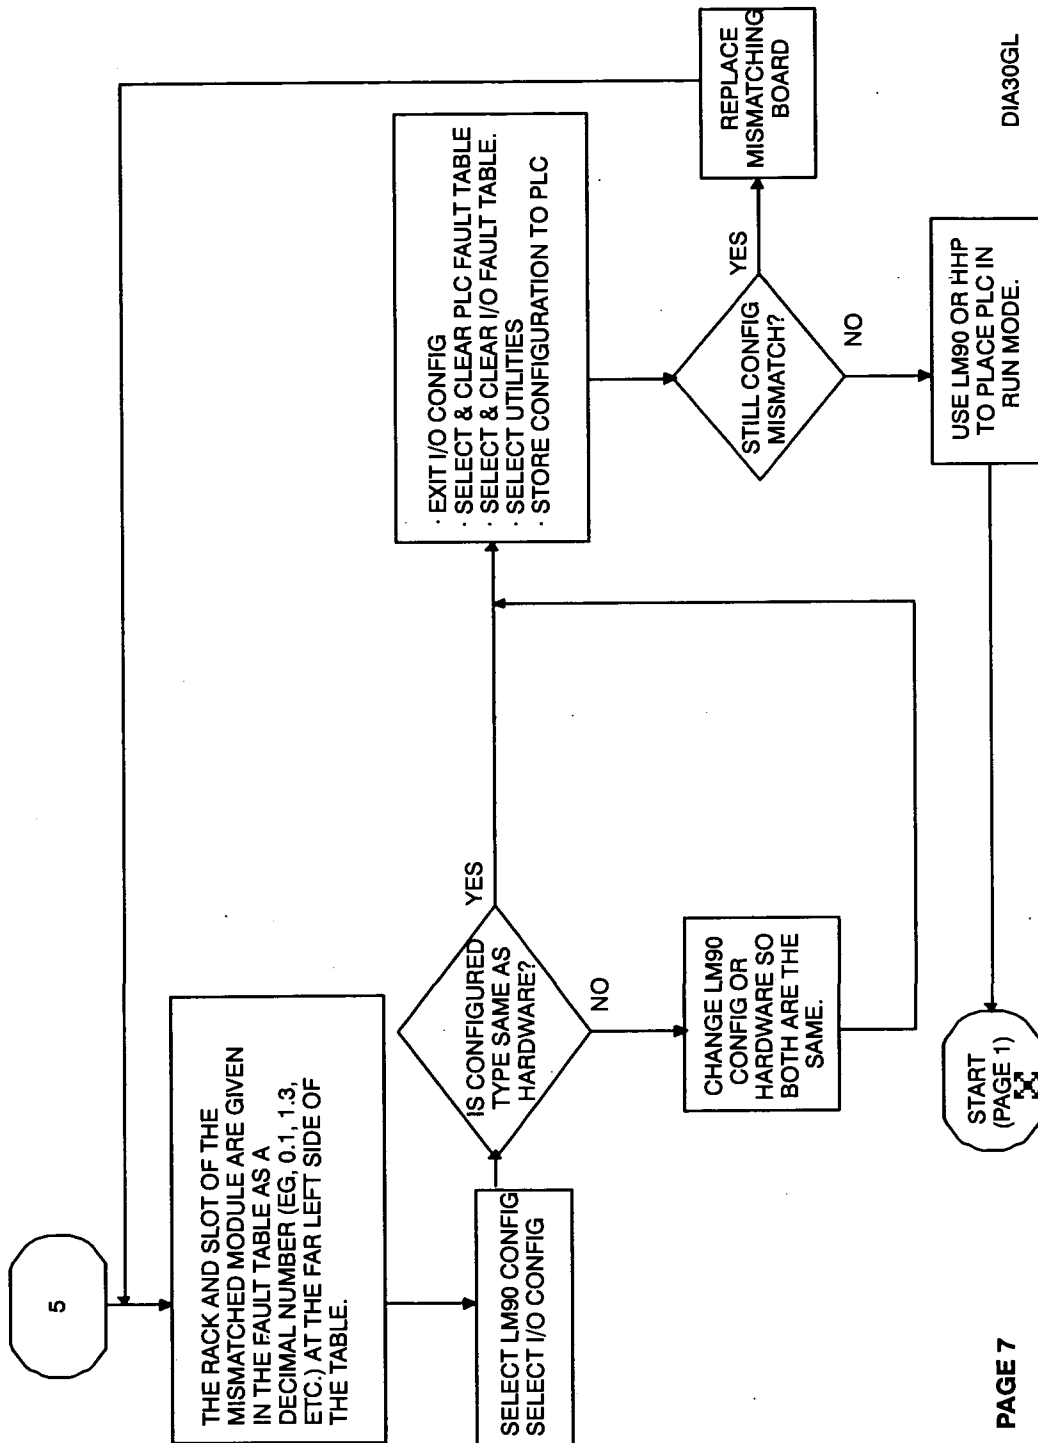 5
THE RACK AND SLOT OF THE
MISMATCHED MODULE ARE GIVEN
IN THE FAULT TABLE AS A
DECIMAL NUMBER (EG, 0.1, 1.3,
ETC.) AT THE FAR LEFT SIDE OF
THE TABLE.
SELECT LM90 CONFIG
SELECT I/O CONFIG
IS CONFIGURED
TYPE SAME AS
HARDWARE?
YES
NO
CHANGE LM90
CONFIG OR
HARDWARE SO
BOTH ARE THE
SAME.
· EXIT I/O CONFIG
· SELECT & CLEAR PLC FAULT TABLE
· SELECT & CLEAR I/O FAULT TABLE.
· SELECT UTILITIES
· STORE CONFIGURATION TO PLC
STILL CONFIG
MISMATCH?
YES
NO
REPLACE
MISMATCHING
BOARD
USE LM90 OR HHP
TO PLACE PLC IN
RUN MODE.
START
(PAGE 1)
PAGE 7
DIA30GL